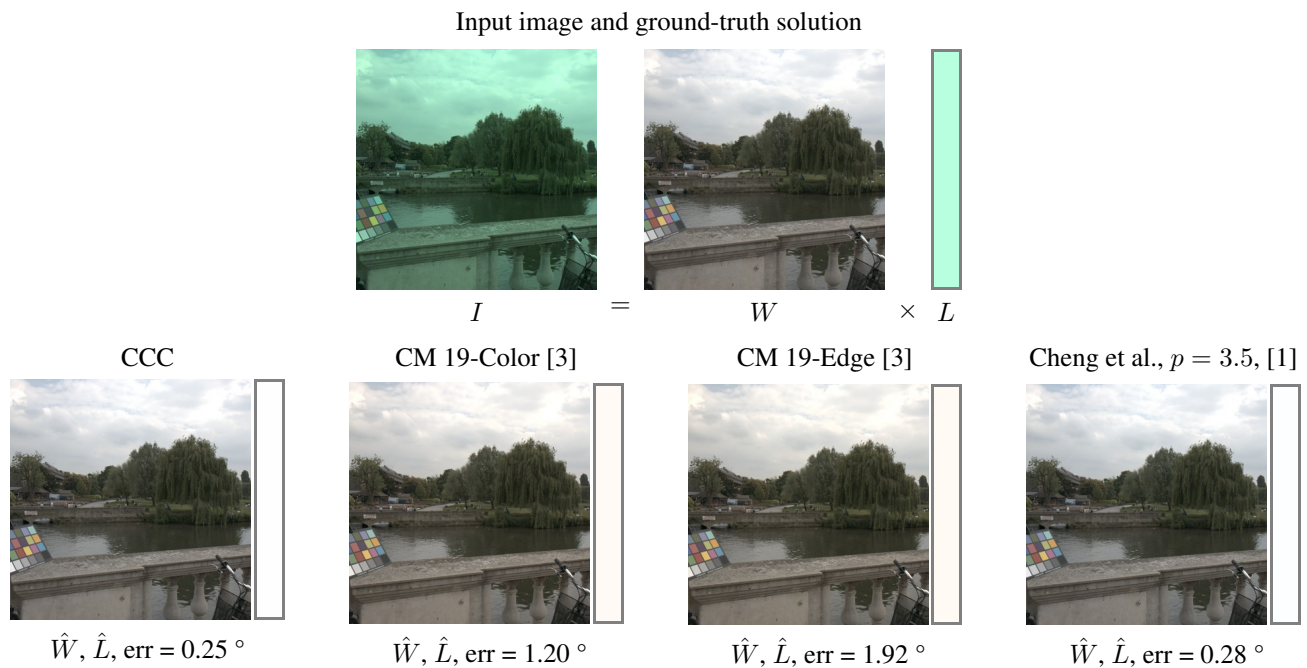 Input image and ground-truth solution
I = W × L
CCC
CM 19-Color [3]
CM 19-Edge [3]
Cheng et al., p = 3.5, [1]
Ŵ, L̂, err = 0.25 °
Ŵ, L̂, err = 1.20 °
Ŵ, L̂, err = 1.92 °
Ŵ, L̂, err = 0.28 °